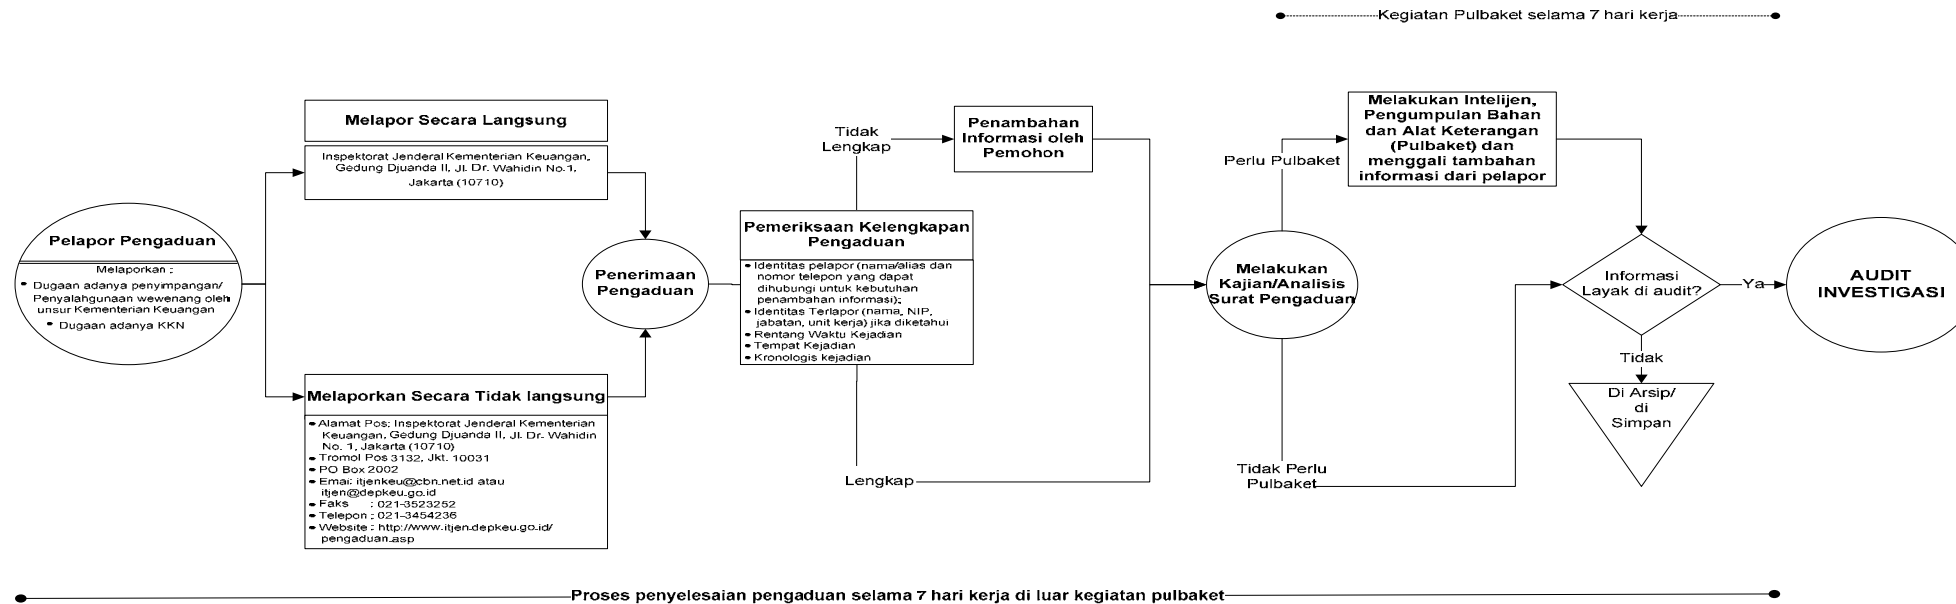 Kegiatan Pulbaket selama 7 hari kerja
Pelapor Pengaduan
Melaporkan :
• Dugaan adanya penyimpangan/
Penyalahgunaan wewenang oleh
unsur Kementerian Keuangan
• Dugaan adanya KKN
Melapor Secara Langsung
Inspektorat Jenderal Kementerian Keuangan,
Gedung Djuanda II, Jl. Dr. Wahidin No.1,
Jakarta (10710)
Melaporkan Secara Tidak langsung
• Alamat Pos: Inspektorat Jenderal Kementerian
Keuangan, Gedung Djuanda II, Jl. Dr. Wahidin
No. 1, Jakarta (10710)
• Tromol Pos 3132, Jkt. 10031
• PO Box 2002
• Emai: itjenkeu@cbn.net.id atau
itjen@depkeu.go.id
• Faks : 021-3523252
• Telepon : 021-3454236
• Website : http://www.itjen.depkeu.go.id/
pengaduan.asp
Penerimaan
Pengaduan
Tidak
Lengkap
Pemeriksaan Kelengkapan
Pengaduan
• Identitas pelapor (nama/alias dan
nomor telepon yang dapat
dihubungi untuk kebutuhan
penambahan informasi);
• Identitas Terlapor (nama, NIP,
jabatan, unit kerja) jika diketahui
• Rentang Waktu Kejadian
• Tempat Kejadian
• Kronologis kejadian
Lengkap
Penambahan
Informasi oleh
Pemohon
Melakukan
Kajian/Analisis
Surat Pengaduan
Perlu Pulbaket
Tidak Perlu
Pulbaket
Melakukan Intelijen,
Pengumpulan Bahan
dan Alat Keterangan
(Pulbaket) dan
menggali tambahan
informasi dari pelapor
Informasi
Layak di audit?
Ya
Tidak
Di Arsip/
di
Simpan
AUDIT
INVESTIGASI
Proses penyelesaian pengaduan selama 7 hari kerja di luar kegiatan pulbaket